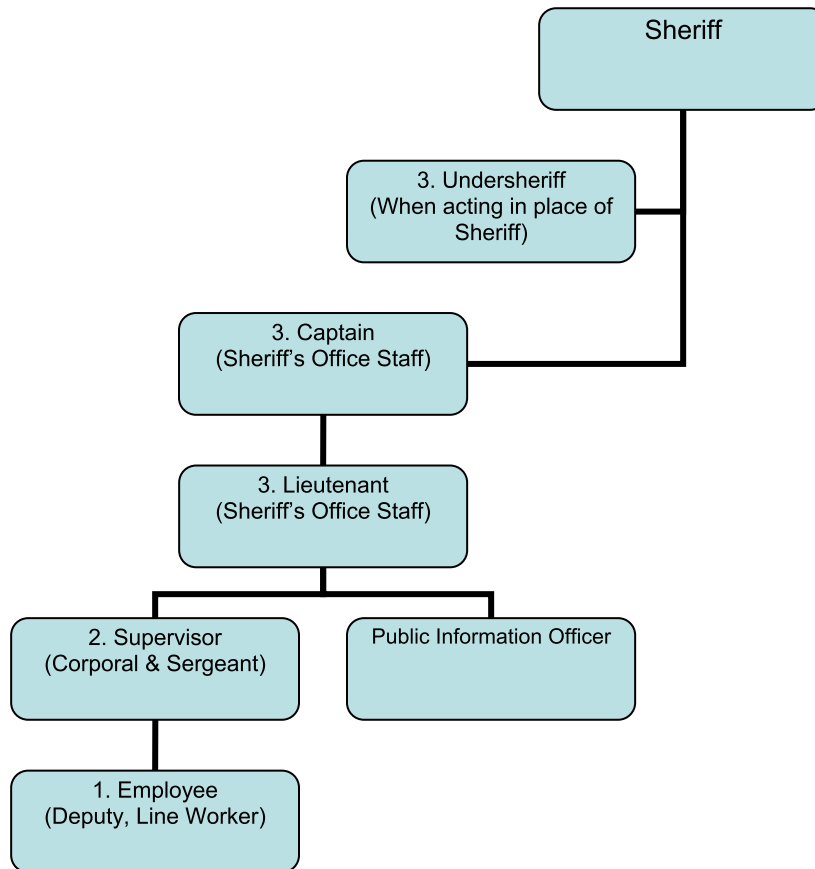 Sheriff
3. Undersheriff
(When acting in place of
Sheriff)
3. Captain
(Sheriff’s Office Staff)
3. Lieutenant
(Sheriff’s Office Staff)
2. Supervisor
(Corporal & Sergeant)
Public Information Officer
1. Employee
(Deputy, Line Worker)